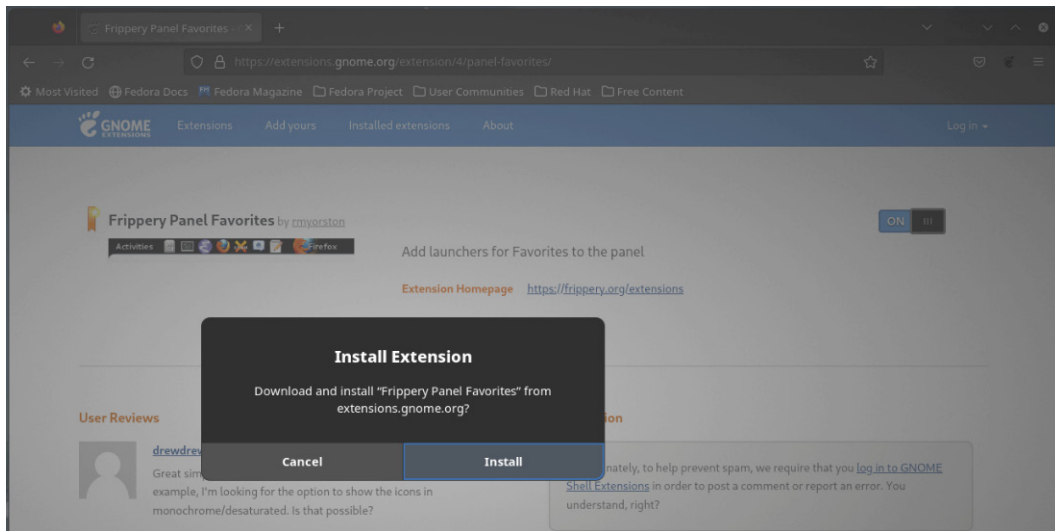 Frippery Panel Favorites
https://extensions.gnome.org/extension/4/panel-favorites/
Most Visited Fedora Docs Fedora Magazine Fedora Project User Communities Red Hat Free Content
GNOME EXTENSIONS Extensions Add yours Installed extensions About Log in
Frippery Panel Favorites by rmyorston ON
Activities Firefox
Add launchers for Favorites to the panel
Extension Homepage https://frippery.org/extensions
Install Extension
Download and install “Frippery Panel Favorites” from
extensions.gnome.org?
Cancel Install
User Reviews
Great
example, I'm looking for the option to show the icons in
monochrome/desaturated. Is that possible?
to help prevent spam, we require that you log in to GNOME
Shell Extensions in order to post a comment or report an error. You
understand, right?